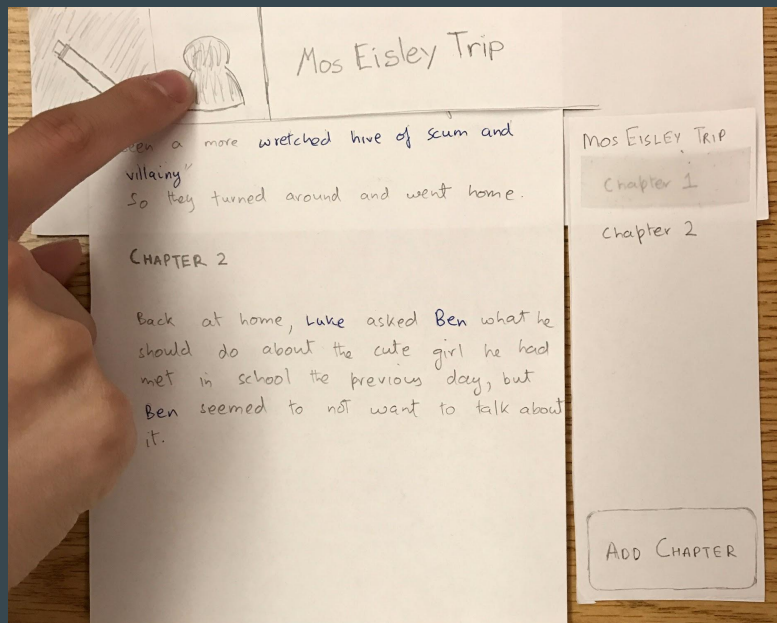 Mos Eisley Trip
a more wretched hive of scum and
villainy"
So they turned around and went home.
CHAPTER 2
Back at home, Luke asked Ben what he
should do about the cute girl he had
met in school the previous day, but
Ben seemed to not want to talk about
it.
MOS EISLEY TRIP
Chapter 1
Chapter 2
ADD CHAPTER